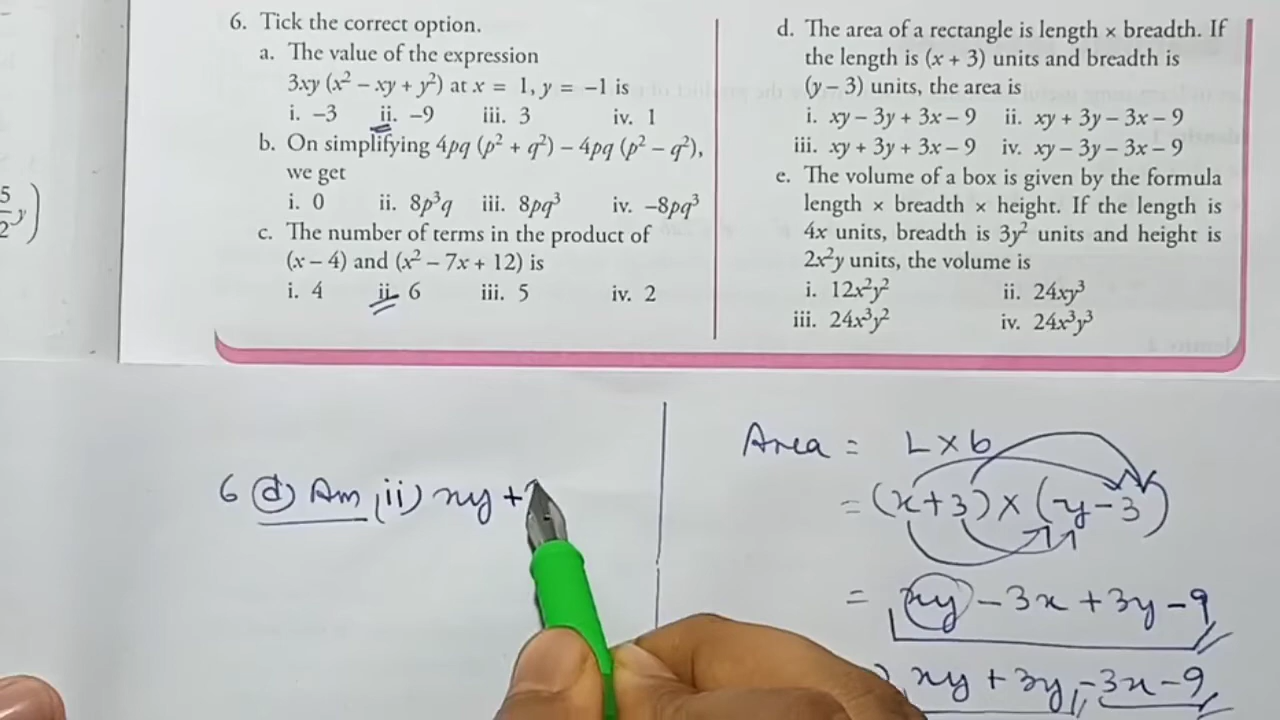 6. Tick the correct option.
a. The value of the expression
3xy (x² – xy + y²) at x = 1, y = –1 is
i. –3 ii. –9 iii. 3 iv. 1
b. On simplifying 4pq (p² + q²) – 4pq (p² – q²),
we get
i. 0 ii. 8p³q iii. 8pq³ iv. –8pq³
c. The number of terms in the product of
(x – 4) and (x² – 7x + 12) is
i. 4 ii. 6 iii. 5 iv. 2
d. The area of a rectangle is length × breadth. If
the length is (x + 3) units and breadth is
(y – 3) units, the area is
i. xy – 3y + 3x – 9 ii. xy + 3y – 3x – 9
iii. xy + 3y + 3x – 9 iv. xy – 3y – 3x – 9
e. The volume of a box is given by the formula
length × breadth × height. If the length is
4x units, breadth is 3y² units and height is
2x²y units, the volume is
i. 12x²y² ii. 24xy³
iii. 24x³y² iv. 24x³y³
5/2 y)
6 (d) Ans (ii) xy +
Area = L × b
= (x + 3) × (y – 3)
= xy – 3x + 3y – 9
xy + 3y – 3x – 9